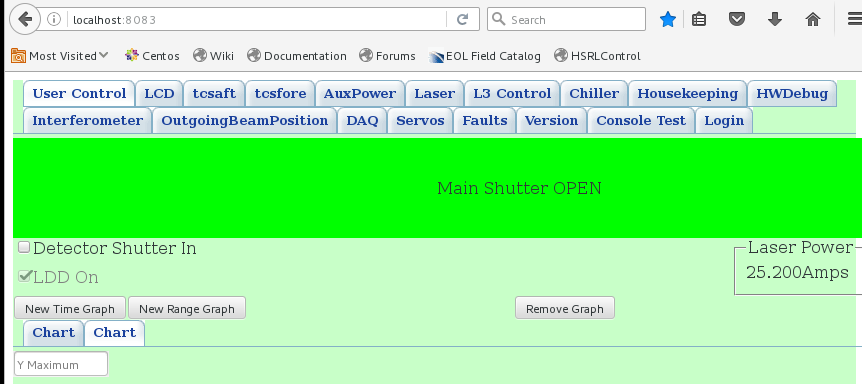 localhost:8083
Search
Most Visited
Centos
Wiki
Documentation
Forums
EOL Field Catalog
HSRLControl
User Control
LCD
tcsaft
tcsfore
AuxPower
Laser
L3 Control
Chiller
Housekeeping
HWDebug
Interferometer
OutgoingBeamPosition
DAQ
Servos
Faults
Version
Console Test
Login
Main Shutter OPEN
Detector Shutter In
Laser Power
25.200Amps
LDD On
New Time Graph
New Range Graph
Remove Graph
Chart
Chart
Y Maximum